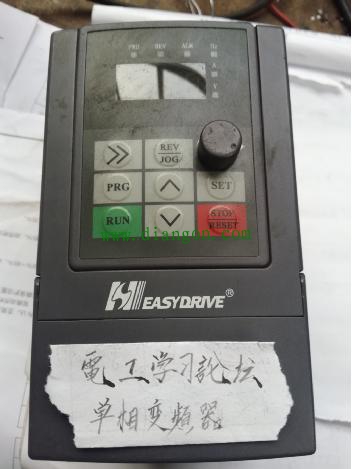 FWD REV ALM Hz
A
V
REV
JOG
PRG
SET
RUN
STOP
RESET
www.diangon.com
EASYDRIVE®
電工学习論坛
单相变频器